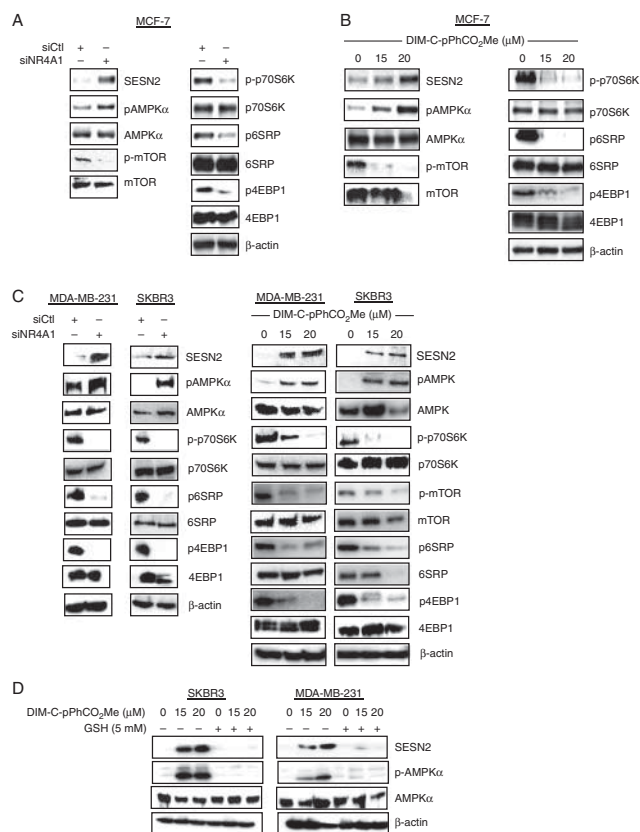 A
MCF-7
siCtl + –
siNR4A1 – +
SESN2
pAMPKα
AMPKα
p-mTOR
mTOR
+ –
– +
p-p70S6K
p70S6K
p6SRP
6SRP
p4EBP1
4EBP1
β-actin
B
MCF-7
DIM-C-pPhCO2Me (μM)
0 15 20
SESN2
pAMPKα
AMPKα
p-mTOR
mTOR
0 15 20
p-p70S6K
p70S6K
p6SRP
6SRP
p4EBP1
4EBP1
β-actin
C
MDA-MB-231 SKBR3
siCtl + – + –
siNR4A1 – + – +
SESN2
pAMPKα
AMPKα
p-p70S6K
p70S6K
p6SRP
6SRP
p4EBP1
4EBP1
β-actin
MDA-MB-231 SKBR3
DIM-C-pPhCO2Me (μM)
0 15 20 0 15 20
SESN2
pAMPK
AMPK
p-p70S6K
p70S6K
p-mTOR
mTOR
p6SRP
6SRP
p4EBP1
4EBP1
β-actin
D
SKBR3 MDA-MB-231
DIM-C-pPhCO2Me (μM) 0 15 20 0 15 20 0 15 20 0 15 20
GSH (5 mM) – – – + + + – – – + + +
SESN2
p-AMPKα
AMPKα
β-actin